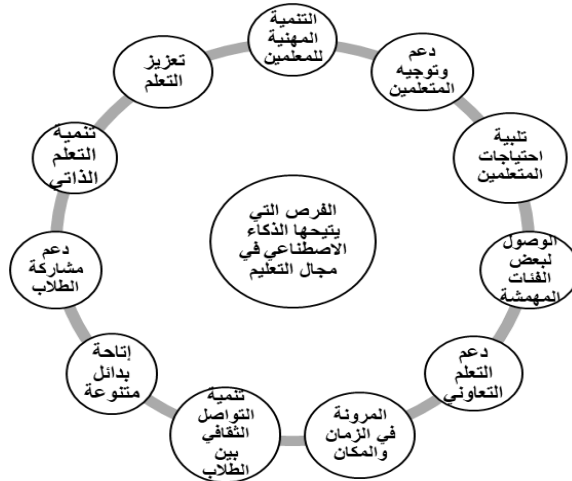 الفرص التي
يتيحها الذكاء
الاصطناعي في
مجال التعليم
التنمية
المهنية
للمعلمين
دعم
وتوجيه
المتعلمين
تلبية
احتياجات
المتعلمين
الوصول
لبعض
الفئات
المهمشة
دعم
التعلم
التعاوني
المرونة
في الزمان
والمكان
تنمية
التواصل
الثقافي
بين
الطلاب
إتاحة
بدائل
متنوعة
دعم
مشاركة
الطلاب
تنمية
التعلم
الذاتي
تعزيز
التعلم